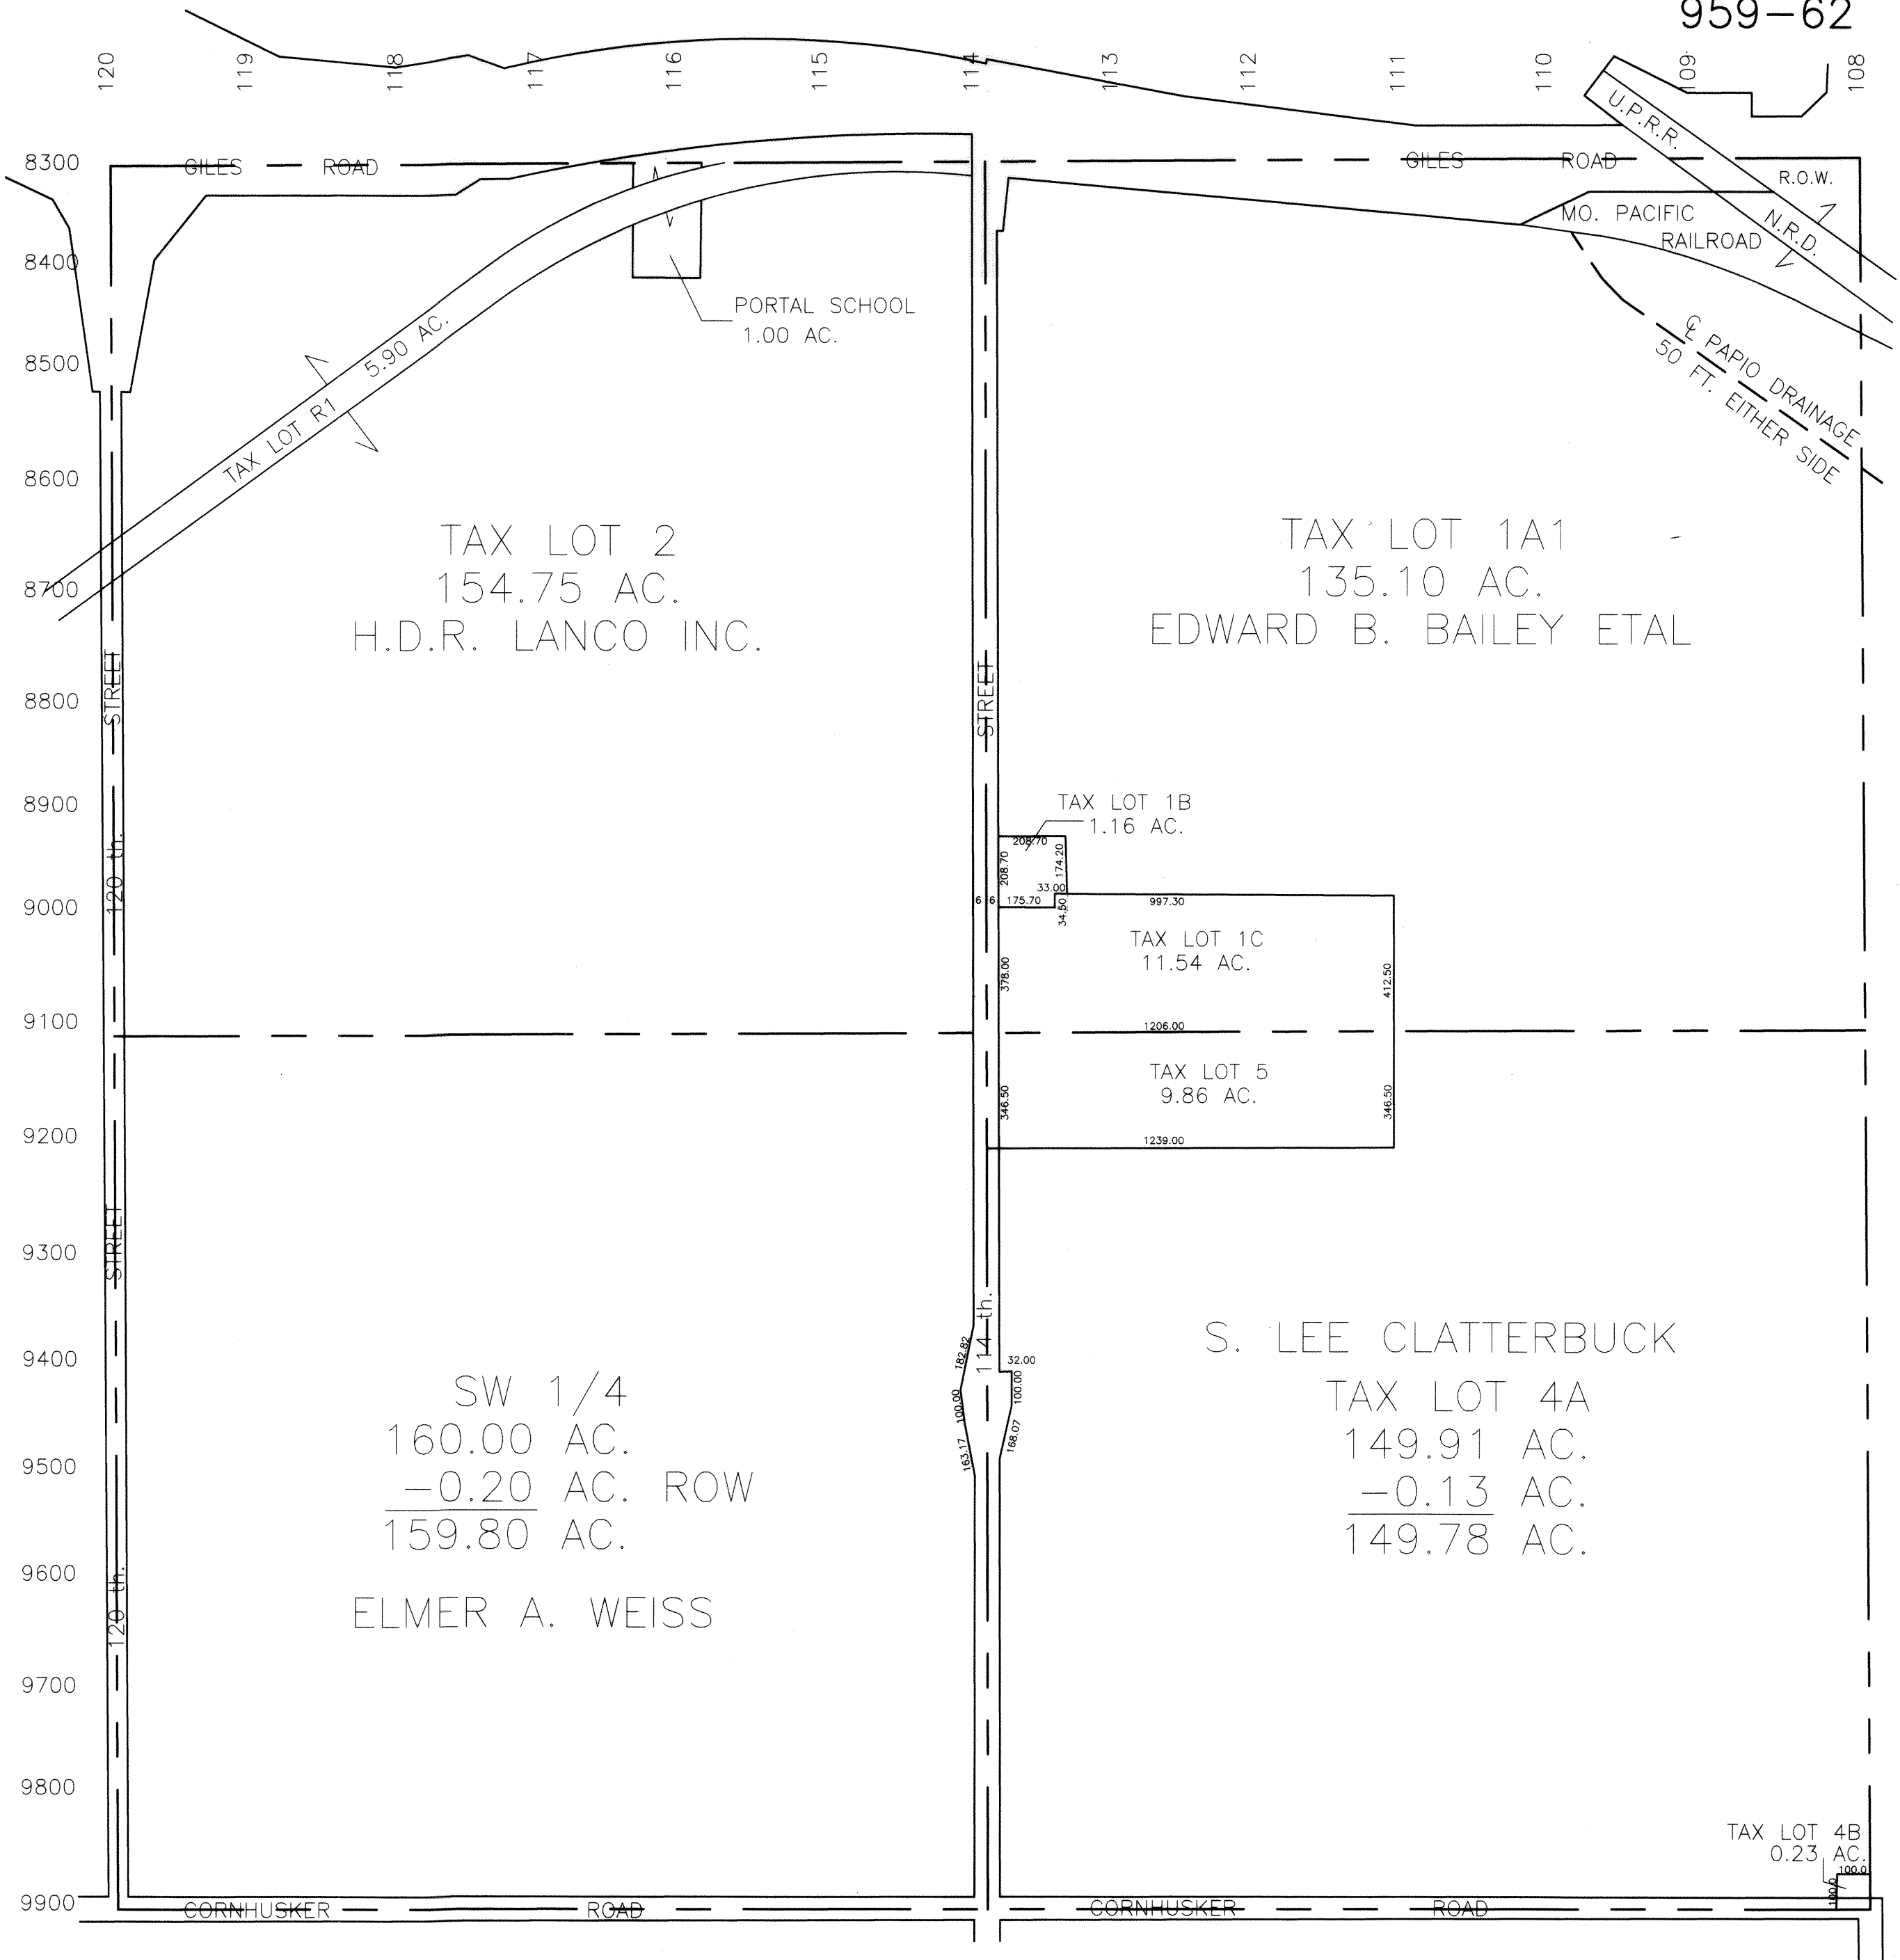 959-62
120 119 118 117 116 115 114 113 112 111 110 109 108
8300
8400
8500
8600
8700
8800
8900
9000
9100
9200
9300
9400
9500
9600
9700
9800
9900
GILES ROAD
GILES ROAD
U.P.R.R.
R.O.W.
N.R.D.
MO. PACIFIC
RAILROAD
PORTAL SCHOOL
1.00 AC.
℄ PAPIO DRAINAGE
50 FT. EITHER SIDE
TAX LOT R1 5.90 AC.
TAX LOT 2
154.75 AC.
H.D.R. LANCO INC.
TAX LOT 1A1
135.10 AC.
EDWARD B. BAILEY ETAL
120 th. STREET
STREET
TAX LOT 1B
1.16 AC.
208.70
208.70
174.20
33.00
6 6
175.70
34.50
997.30
TAX LOT 1C
11.54 AC.
378.00
412.50
1206.00
TAX LOT 5
9.86 AC.
346.50
346.50
1239.00
120 th. STREET
114 th.
182.82
100.00
163.17
32.00
100.00
168.07
SW 1/4
160.00 AC.
-0.20 AC. ROW
159.80 AC.
ELMER A. WEISS
S. LEE CLATTERBUCK
TAX LOT 4A
149.91 AC.
-0.13 AC.
149.78 AC.
TAX LOT 4B
0.23 AC.
100.0
100.0
CORNHUSKER ROAD
CORNHUSKER ROAD